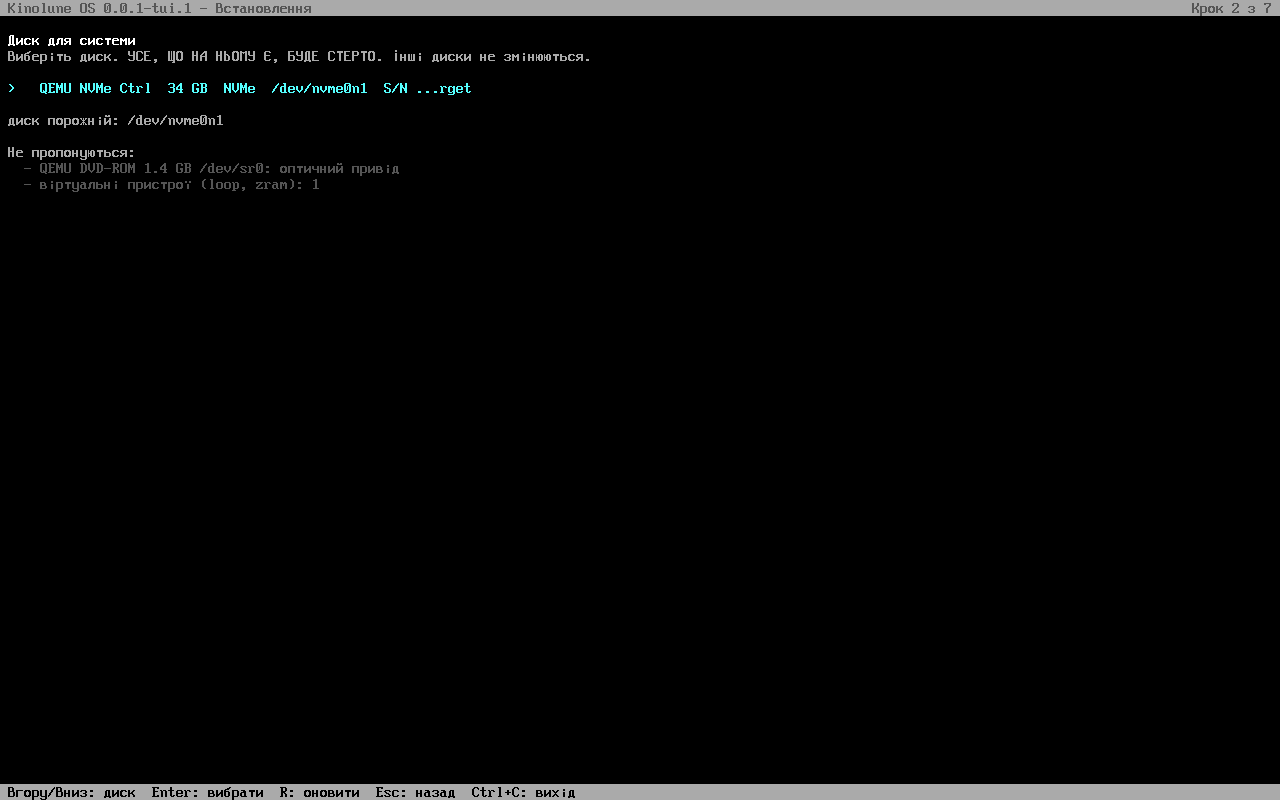 Kinolune OS 0.0.1-tui.1 - Встановлення Крок 2 з 7
Диск для системи
Виберіть диск. УСЕ, ЩО НА НЬОМУ Є, БУДЕ СТЕРТО. Інші диски не змінюються.
> QEMU NVMe Ctrl 34 GB NVMe /dev/nvme0n1 S/N ...rget
диск порожній: /dev/nvme0n1
Не пропонуються:
- QEMU DVD-ROM 1.4 GB /dev/sr0: оптичний привід
- віртуальні пристрої (loop, zram): 1
Вгору/Вниз: диск Enter: вибрати R: оновити Esc: назад Ctrl+C: вихід